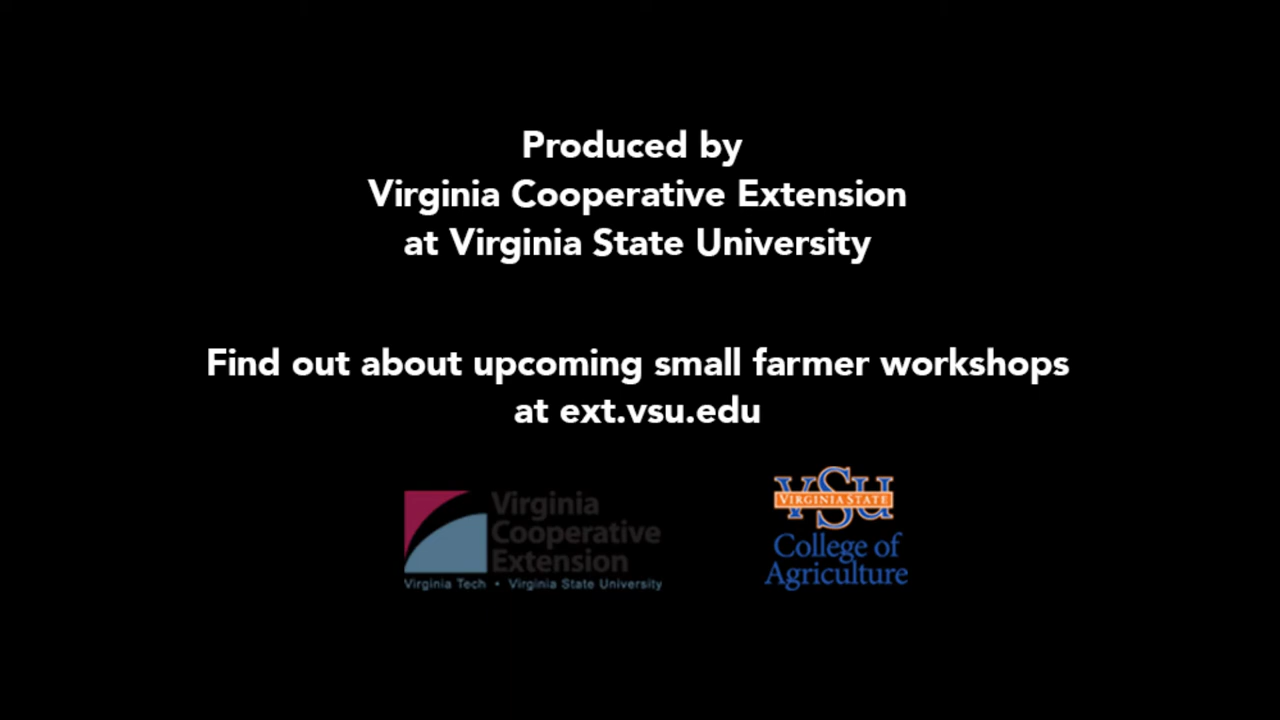 Produced by
Virginia Cooperative Extension
at Virginia State University
Find out about upcoming small farmer workshops
at ext.vsu.edu
Virginia
Cooperative
Extension
Virginia Tech • Virginia State University
VSU
VIRGINIA STATE
College of
Agriculture